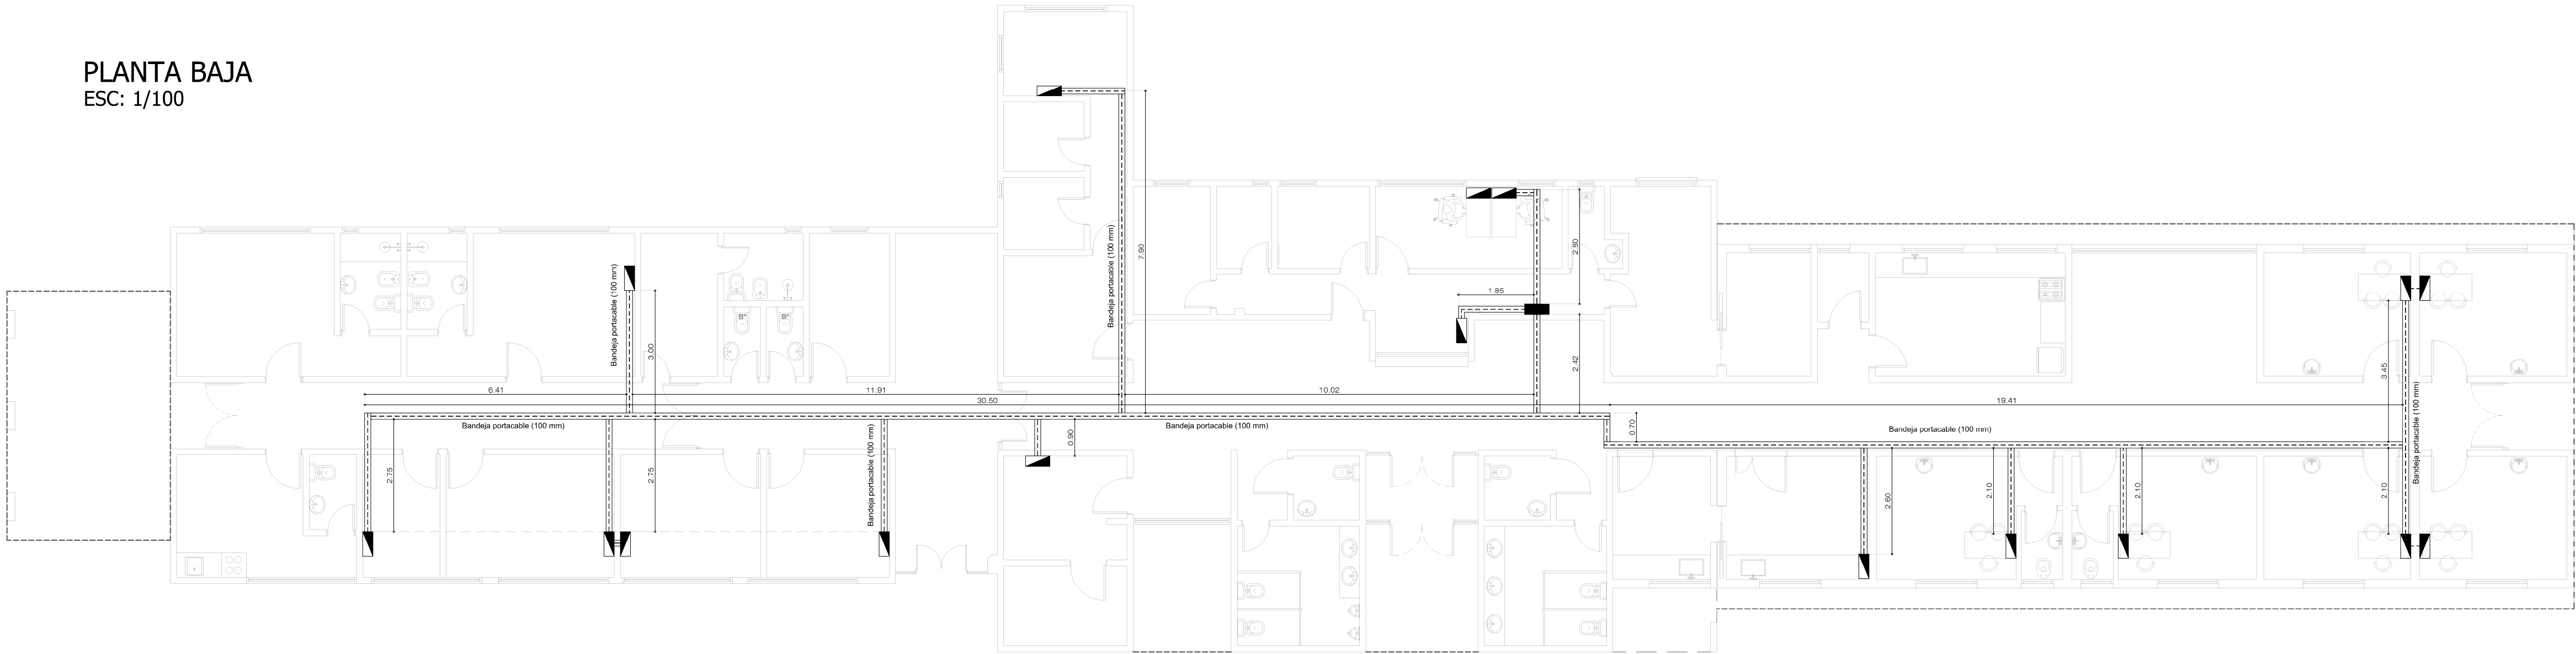 PLANTA BAJA
ESC: 1/100
Bandeja portacable (100 mm)
7.90
2.80
1.85
2.42
Bandeja portacable (100 mm)
3.00
B°
B°
3.45
6.41
11.91
10.02
30.50
19.41
Bandeja portacable (100 mm)
Bandeja portacable (100 mm)
Bandeja portacable (100 mm)
0.70
Bandeja portacable (100 mm)
Bandeja portacable (100 mm)
2.75
2.75
0.90
2.60
2.10
2.10
2.10